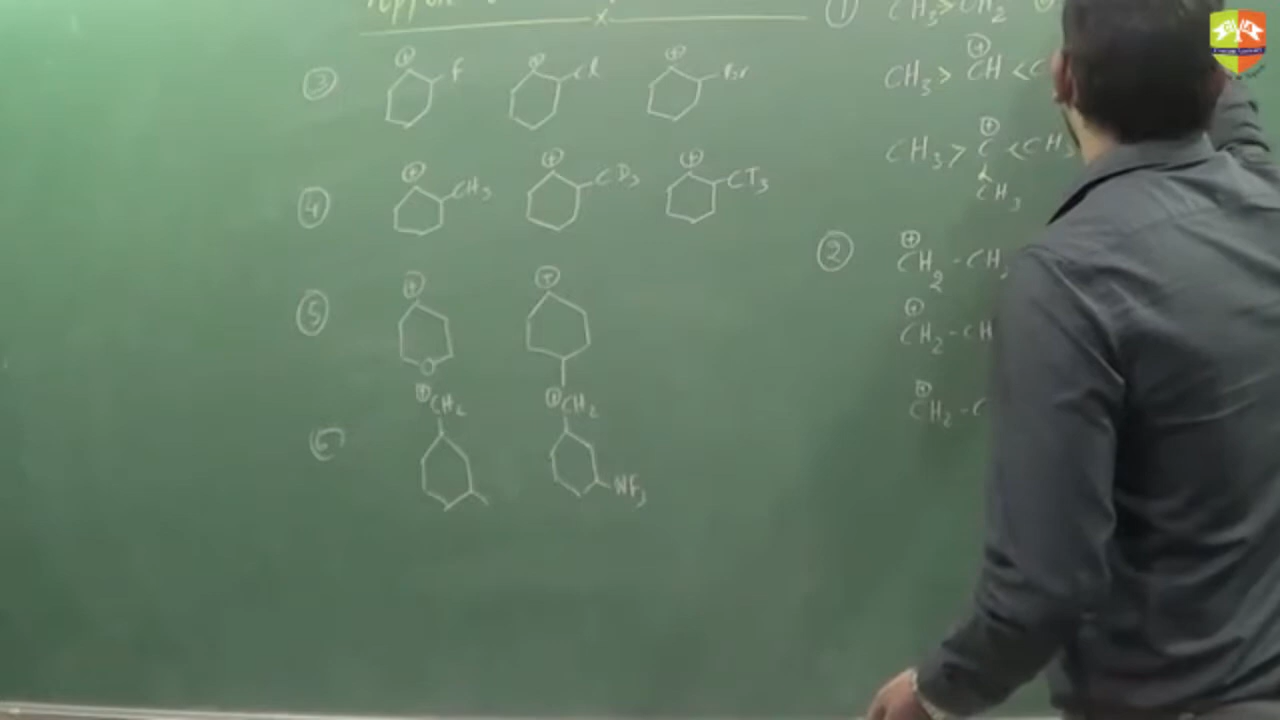 ③ ⊕ F ⊕ Cl ⊕ Br
④ ⊕ CH₃ ⊕ CD₃ ⊕ CT₃
⑤ ⊕ O ⊕
⑥ ⊕CH₂ ⊕CH₂ NF₃
① CH₃>CH₂ ⊕
CH₃> ⊕CH <C
CH₃> ⊕C <CH₃
CH₃
② ⊕CH₂-CH₂
⊕CH₂-CH
⊕CH₂-C